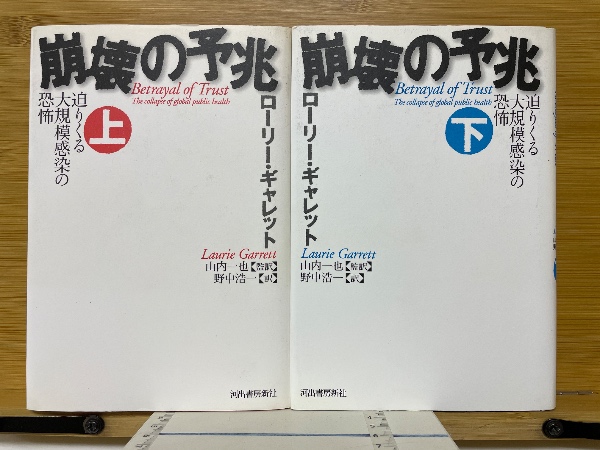 崩壊の予兆
Betrayal of Trust
The collapse of global public health
迫りくる
大規模感染の
恐怖
上
ローリー・ギャレット
Laurie Garrett
山内一也【監訳】
野中浩一【訳】
河出書房新社
崩壊の予兆
Betrayal of Trust
The collapse of global public health
迫りくる
大規模感染の
恐怖
下
ローリー・ギャレット
Laurie Garrett
山内一也【監訳】
野中浩一【訳】
河出書房新社